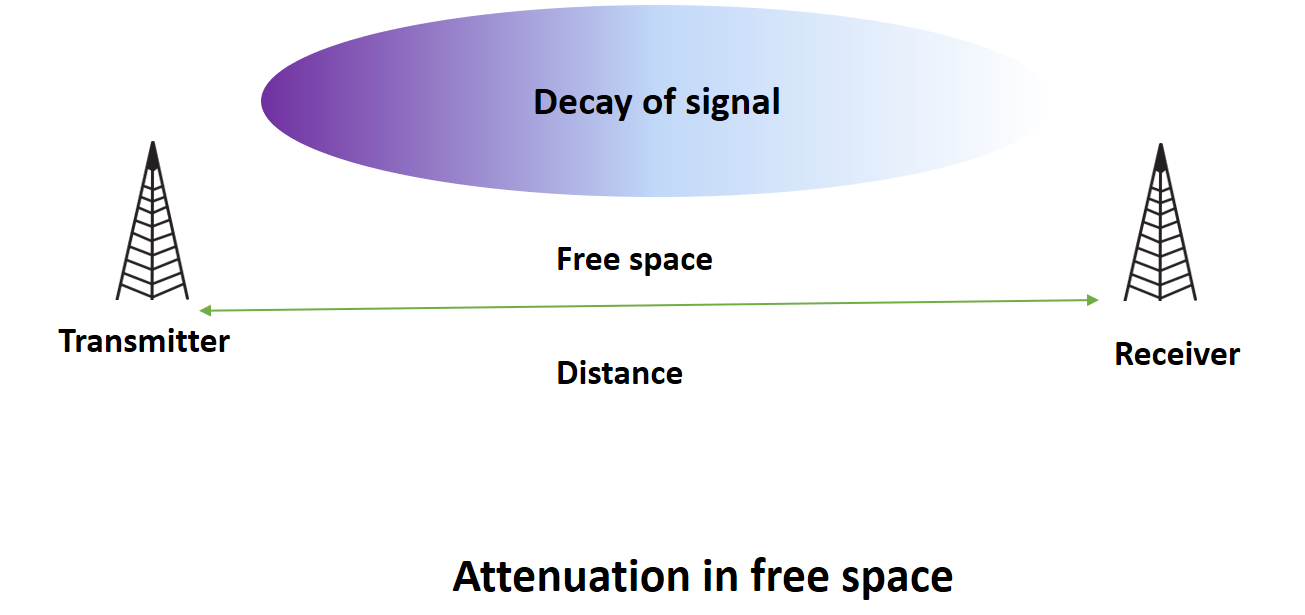 Decay of signal
Free space
Transmitter
Receiver
Distance
Attenuation in free space